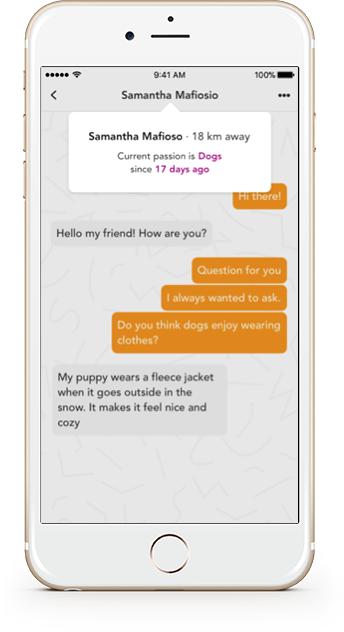 9:41 AM
100%
Samantha Mafiosio
Samantha Mafioso · 18 km away
Current passion is Dogs
since 17 days ago
Hi there!
Hello my friend! How are you?
Question for you
I always wanted to ask.
Do you think dogs enjoy wearing
clothes?
My puppy wears a fleece jacket
when it goes outside in the
snow. It makes it feel nice and
cozy